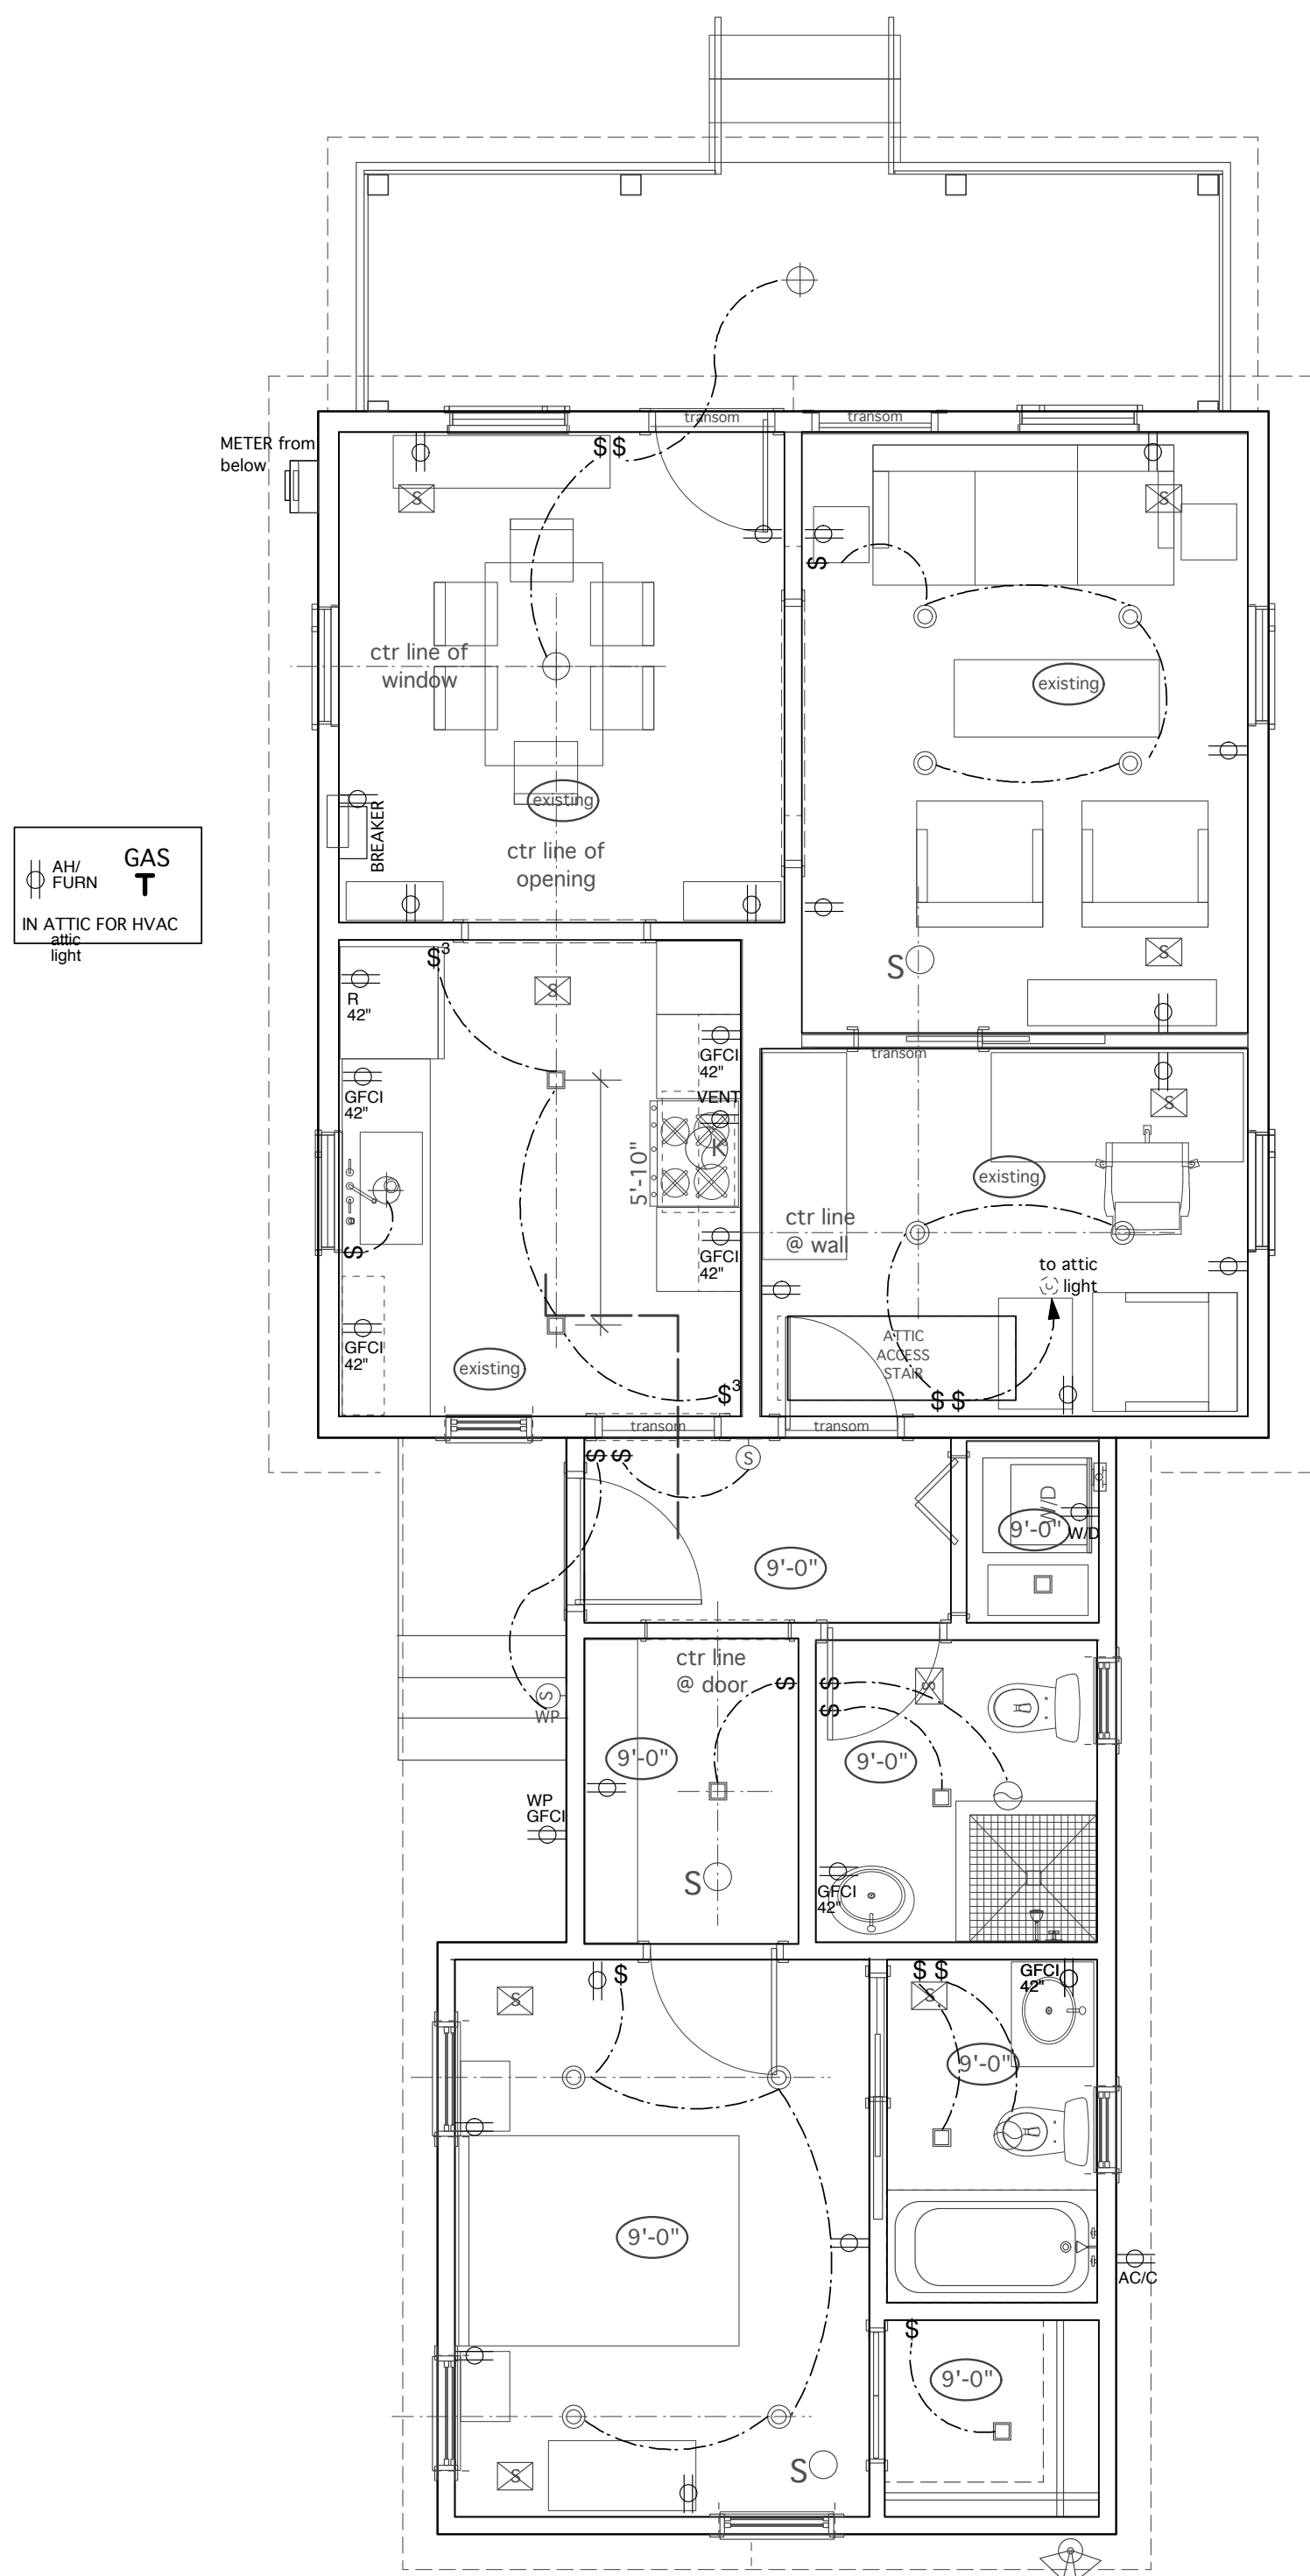 transom
transom
METER from
below
$ $
S
S
$
ctr line of
window
existing
existing
BREAKER
ctr line of
opening
AH/
FURN
GAS
T
IN ATTIC FOR HVAC
attic
light
$3
S
S
S
R
42"
GFCI
42"
transom
GFCI
42"
VENT
S
K
5'-10"
existing
ctr line
@ wall
$
GFCI
42"
to attic
light
GFCI
42"
ATTIC
ACCESS
STAIR
existing
$3
$ $
transom
transom
$ $
S
W/D
9'-0"
W/D
9'-0"
ctr line
@ door
$
$
$
S
S
WP
9'-0"
9'-0"
WP
GFCI
S
GFCI
42"
$
$ $
GFCI
42"
S
S
9'-0"
9'-0"
AC/C
$
9'-0"
S
S